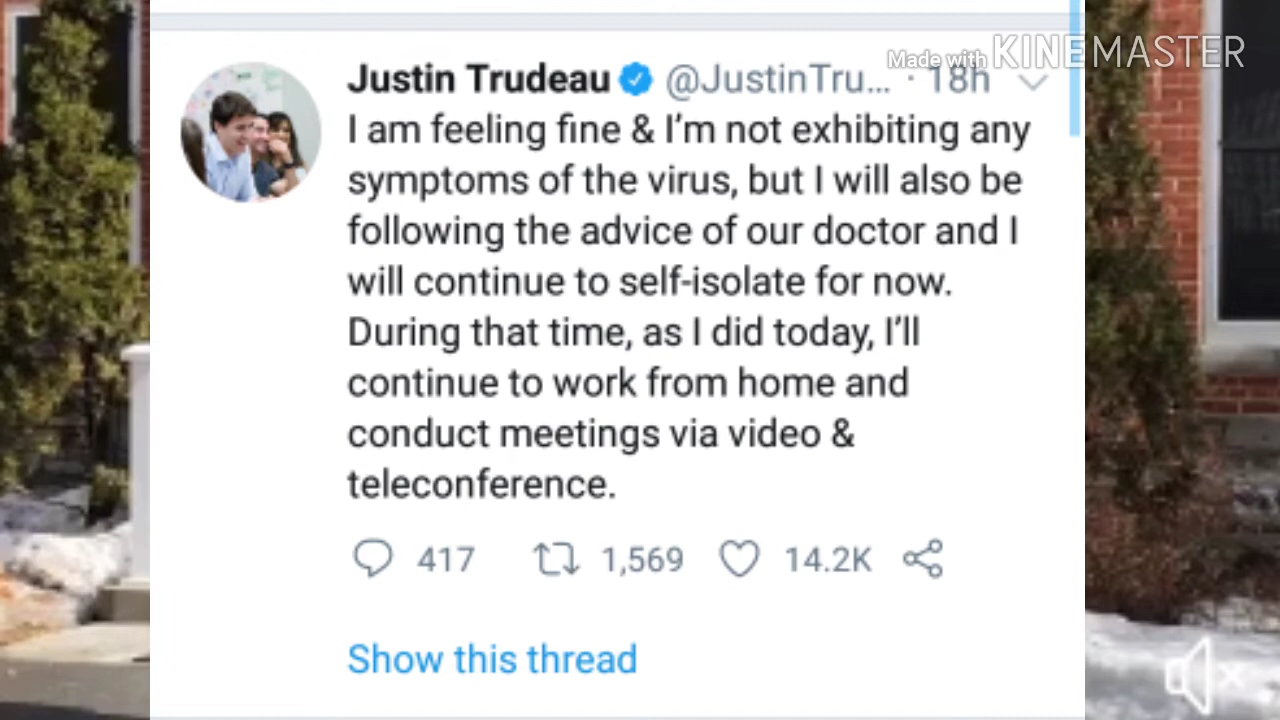 Made with KINEMASTER
Justin Trudeau @JustinTru... · 18h
I am feeling fine & I’m not exhibiting any
symptoms of the virus, but I will also be
following the advice of our doctor and I
will continue to self-isolate for now.
During that time, as I did today, I’ll
continue to work from home and
conduct meetings via video &
teleconference.
417 1,569 14.2K
Show this thread